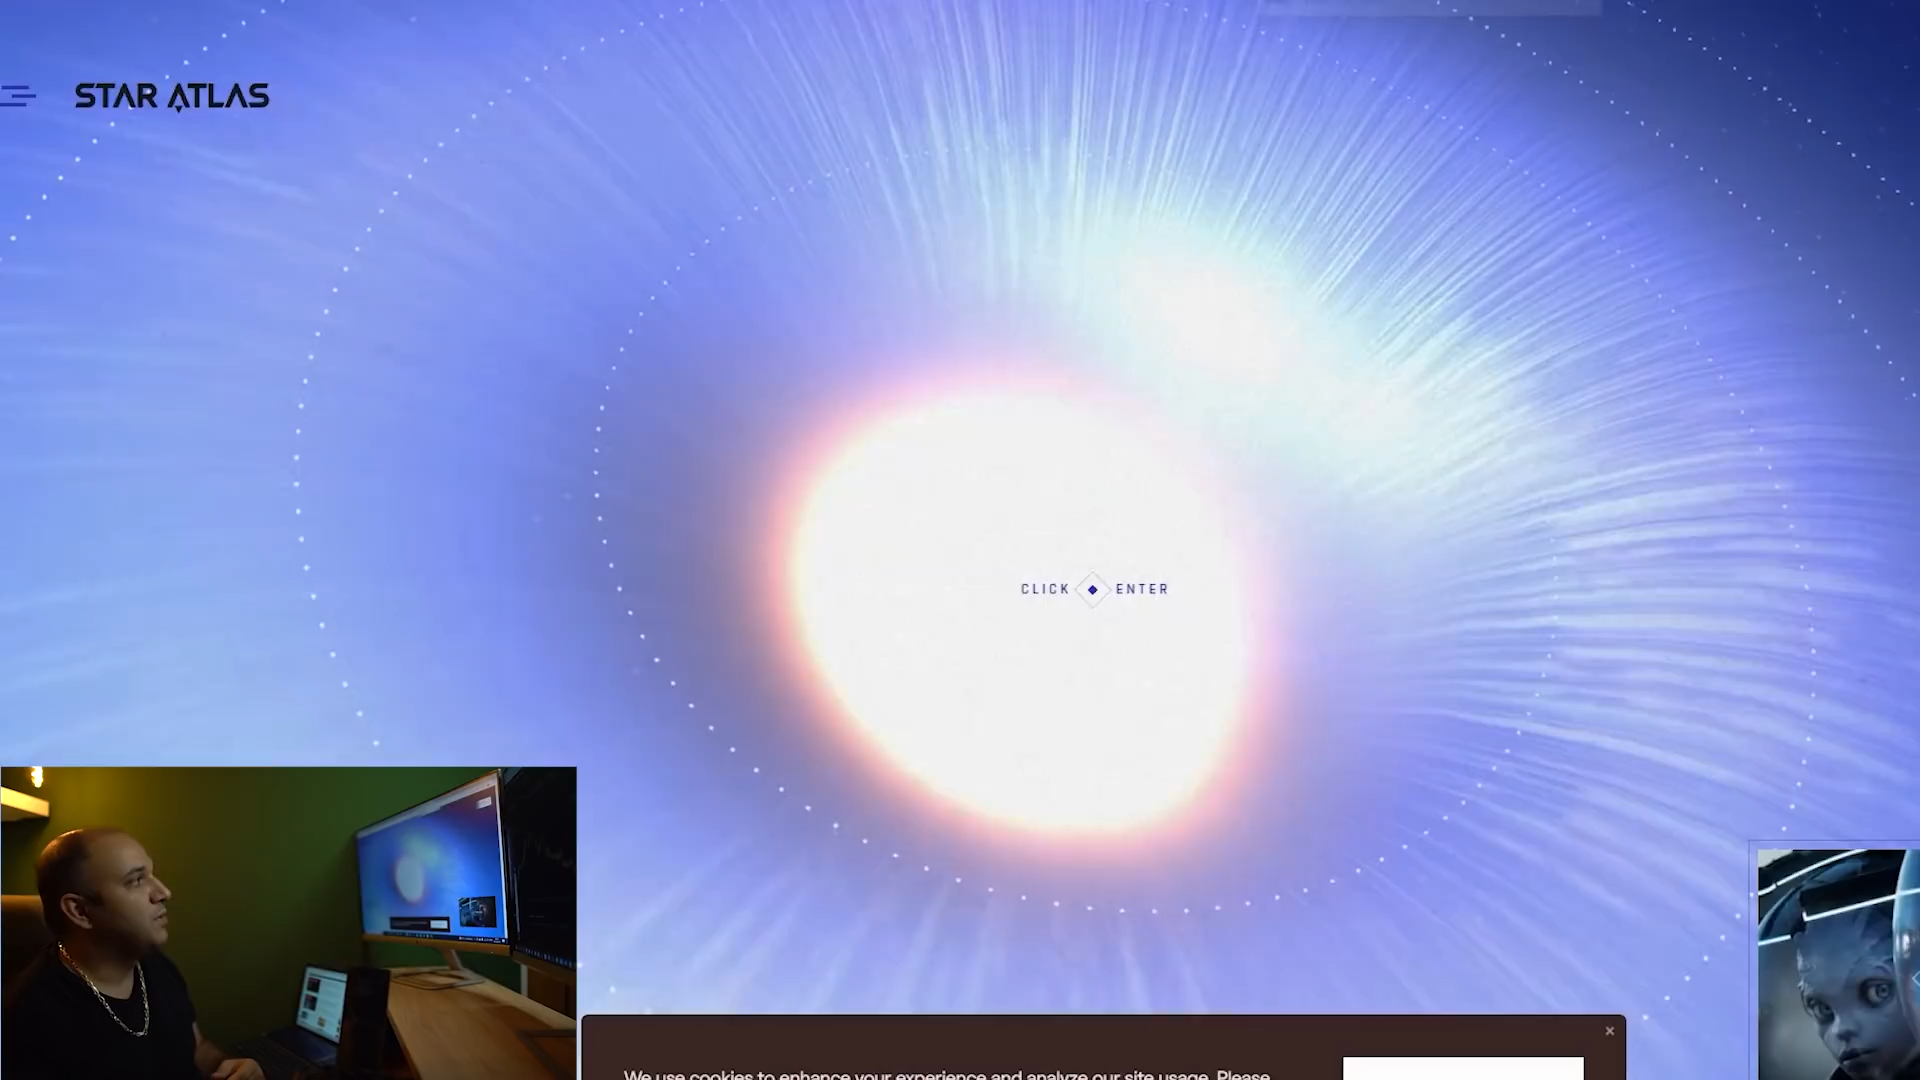 STAR ATLAS
CLICK ENTER
×
We use cookies to enhance your experience and analyze our site usage. Please